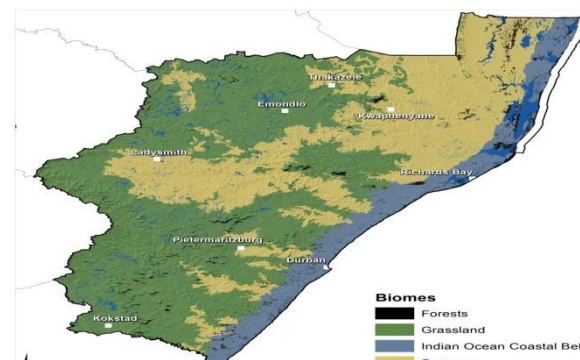 Thakazele
Emondlo
Kwaphenyane
Ladysmith
Richards Bay
Pietermaritzburg
Durban
Kokstad
Biomes
Forests
Grassland
Indian Ocean Coastal Bel